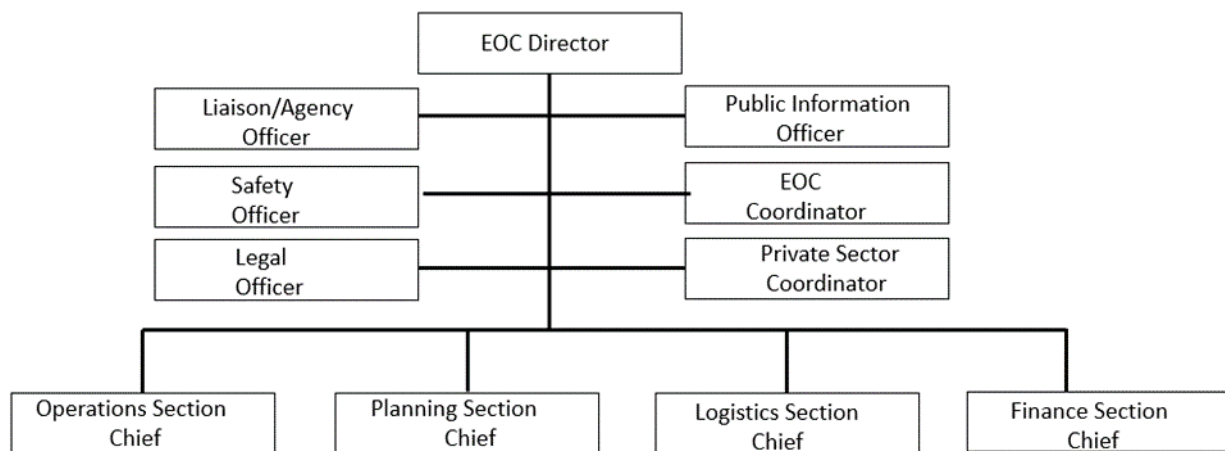 EOC Director
Liaison/Agency
Officer
Public Information
Officer
Safety
Officer
EOC
Coordinator
Legal
Officer
Private Sector
Coordinator
Operations Section
Chief
Planning Section
Chief
Logistics Section
Chief
Finance Section
Chief